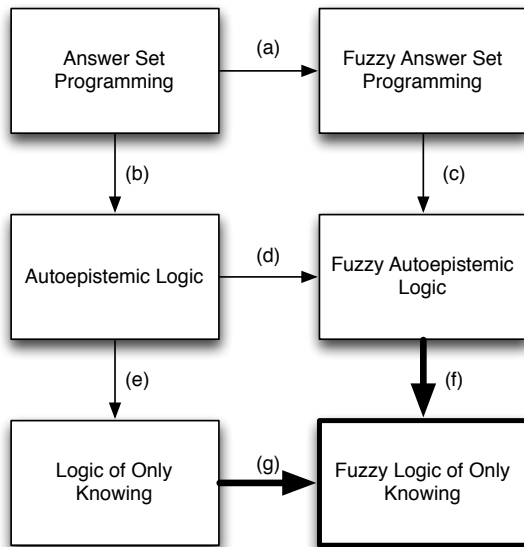 Answer Set
Programming
(a)
Fuzzy Answer Set
Programming
(b)
(c)
Autoepistemic Logic
(d)
Fuzzy Autoepistemic
Logic
(e)
(f)
Logic of Only
Knowing
(g)
Fuzzy Logic of Only
Knowing